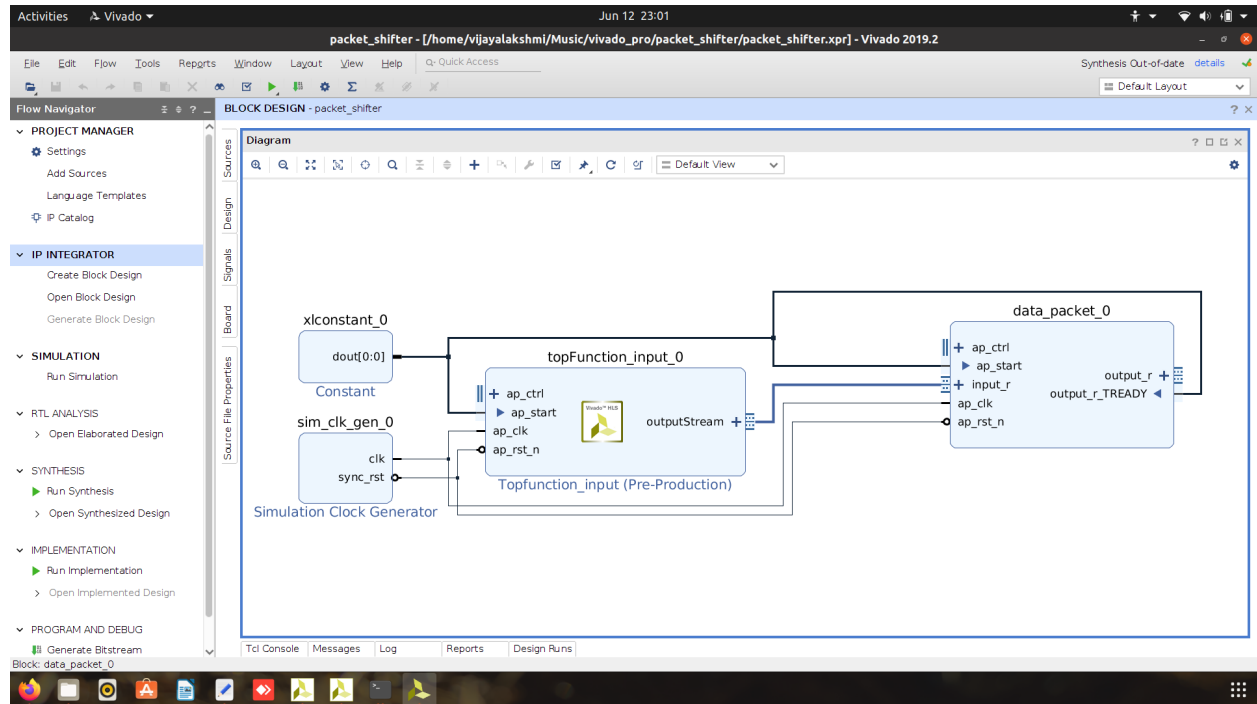 Activities Vivado Jun 12 23:01
packet_shifter - [/home/vijayalakshmi/Music/vivado_pro/packet_shifter/packet_shifter.xpr] - Vivado 2019.2
File Edit Flow Tools Reports Window Layout View Help Quick Access Synthesis Out-of-date details
Default Layout
Flow Navigator
BLOCK DESIGN - packet_shifter
PROJECT MANAGER
Settings
Add Sources
Language Templates
IP Catalog
IP INTEGRATOR
Create Block Design
Open Block Design
Generate Block Design
SIMULATION
Run Simulation
RTL ANALYSIS
Open Elaborated Design
SYNTHESIS
Run Synthesis
Open Synthesized Design
IMPLEMENTATION
Run Implementation
Open Implemented Design
PROGRAM AND DEBUG
Generate Bitstream
Sources
Design
Signals
Board
Source File Properties
Diagram
Default View
xlconstant_0
dout[0:0]
Constant
sim_clk_gen_0
clk
sync_rst
Simulation Clock Generator
topFunction_input_0
ap_ctrl
ap_start
ap_clk
ap_rst_n
Vivado™ HLS
outputStream
Topfunction_input (Pre-Production)
data_packet_0
ap_ctrl
ap_start
input_r
ap_clk
ap_rst_n
output_r
output_r_TREADY
Tcl Console Messages Log Reports Design Runs
Block: data_packet_0